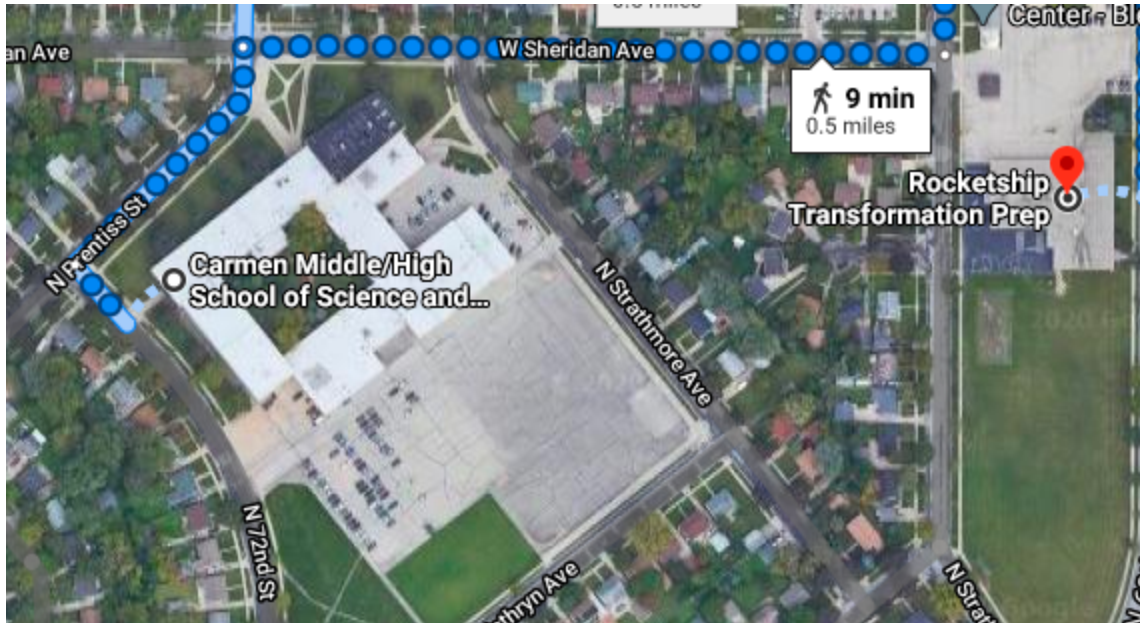 Center - Bl
an Ave
W Sheridan Ave
9 min
0.5 miles
Rocketship
Transformation Prep
N Prentiss St
Carmen Middle/High
School of Science and...
N Strathmore Ave
N 72nd St
thryn Ave
N Strat
Google